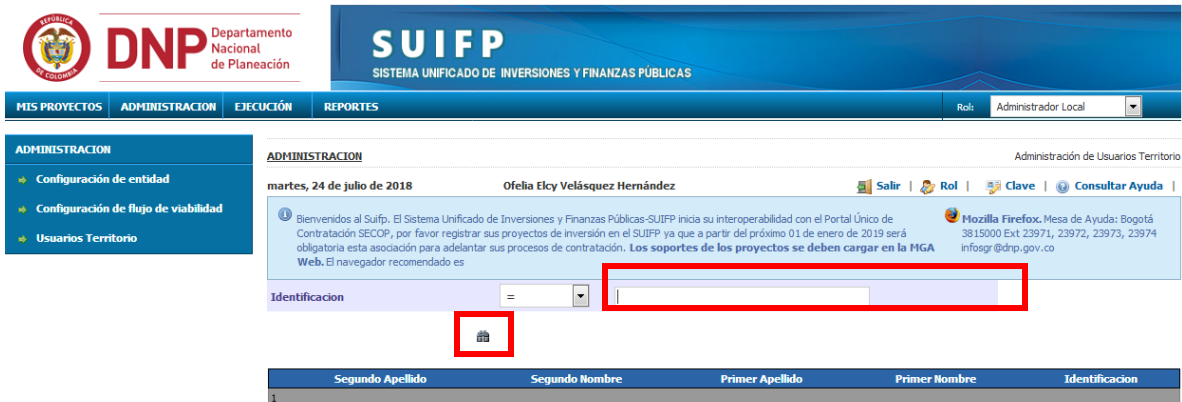 REPÚBLICA
DE COLOMBIA
DNP Departamento
Nacional
de Planeación
SUIFP
SISTEMA UNIFICADO DE INVERSIONES Y FINANZAS PÚBLICAS
MIS PROYECTOS ADMINISTRACION EJECUCIÓN REPORTES Rol: Administrador Local
ADMINISTRACION
Configuración de entidad
Configuración de flujo de viabilidad
Usuarios Territorio
ADMINISTRACION Administración de Usuarios Territorio
martes, 24 de julio de 2018 Ofelia Elcy Velásquez Hernández Salir | Rol | Clave | Consultar Ayuda |
Bienvenidos al Suifp. El Sistema Unificado de Inversiones y Finanzas Públicas-SUIFP inicia su interoperabilidad con el Portal Único de
Contratación SECOP, por favor registrar sus proyectos de inversión en el SUIFP ya que a partir del próximo 01 de enero de 2019 será
obligatoria esta asociación para adelantar sus procesos de contratación. Los soportes de los proyectos se deben cargar en la MGA
Web. El navegador recomendado es
Mozilla Firefox. Mesa de Ayuda: Bogotá
3815000 Ext 23971, 23972, 23973, 23974
infosgr@dnp.gov.co
Identificacion =
Segundo Apellido Segundo Nombre Primer Apellido Primer Nombre Identificacion
1